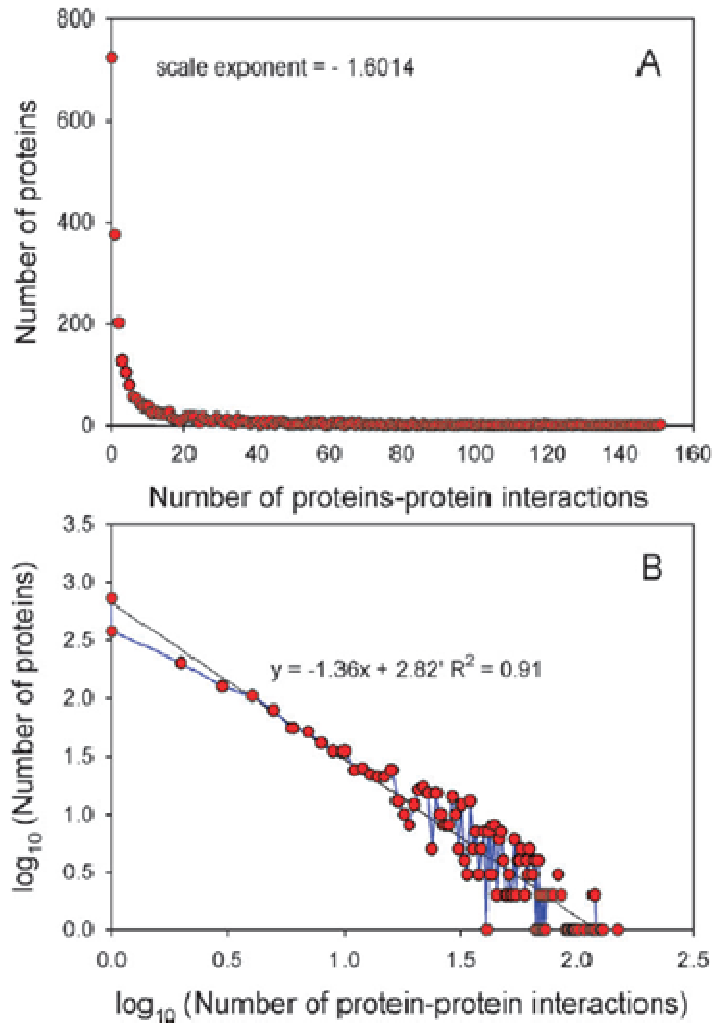 800
600
400
200
0
Number of proteins
scale exponent = - 1.6014
A
0 20 40 60 80 100 120 140 160
Number of proteins-protein interactions
3.5
3.0
2.5
2.0
1.5
1.0
0.5
0.0
log10 (Number of proteins)
B
y = -1.36x + 2.82' R2 = 0.91
0.0 0.5 1.0 1.5 2.0 2.5
log10 (Number of protein-protein interactions)